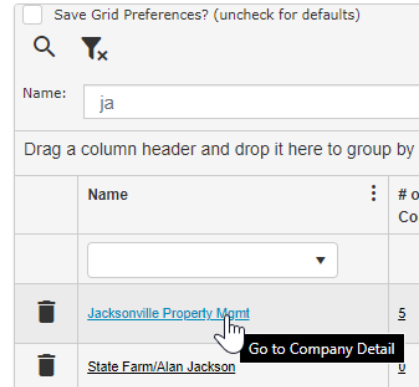 Save Grid Preferences? (uncheck for defaults)
Name:
ja
Drag a column header and drop it here to group by
Name
# o
Co
Jacksonville Property Mgmt
5
Go to Company Detail
State Farm/Alan Jackson
0